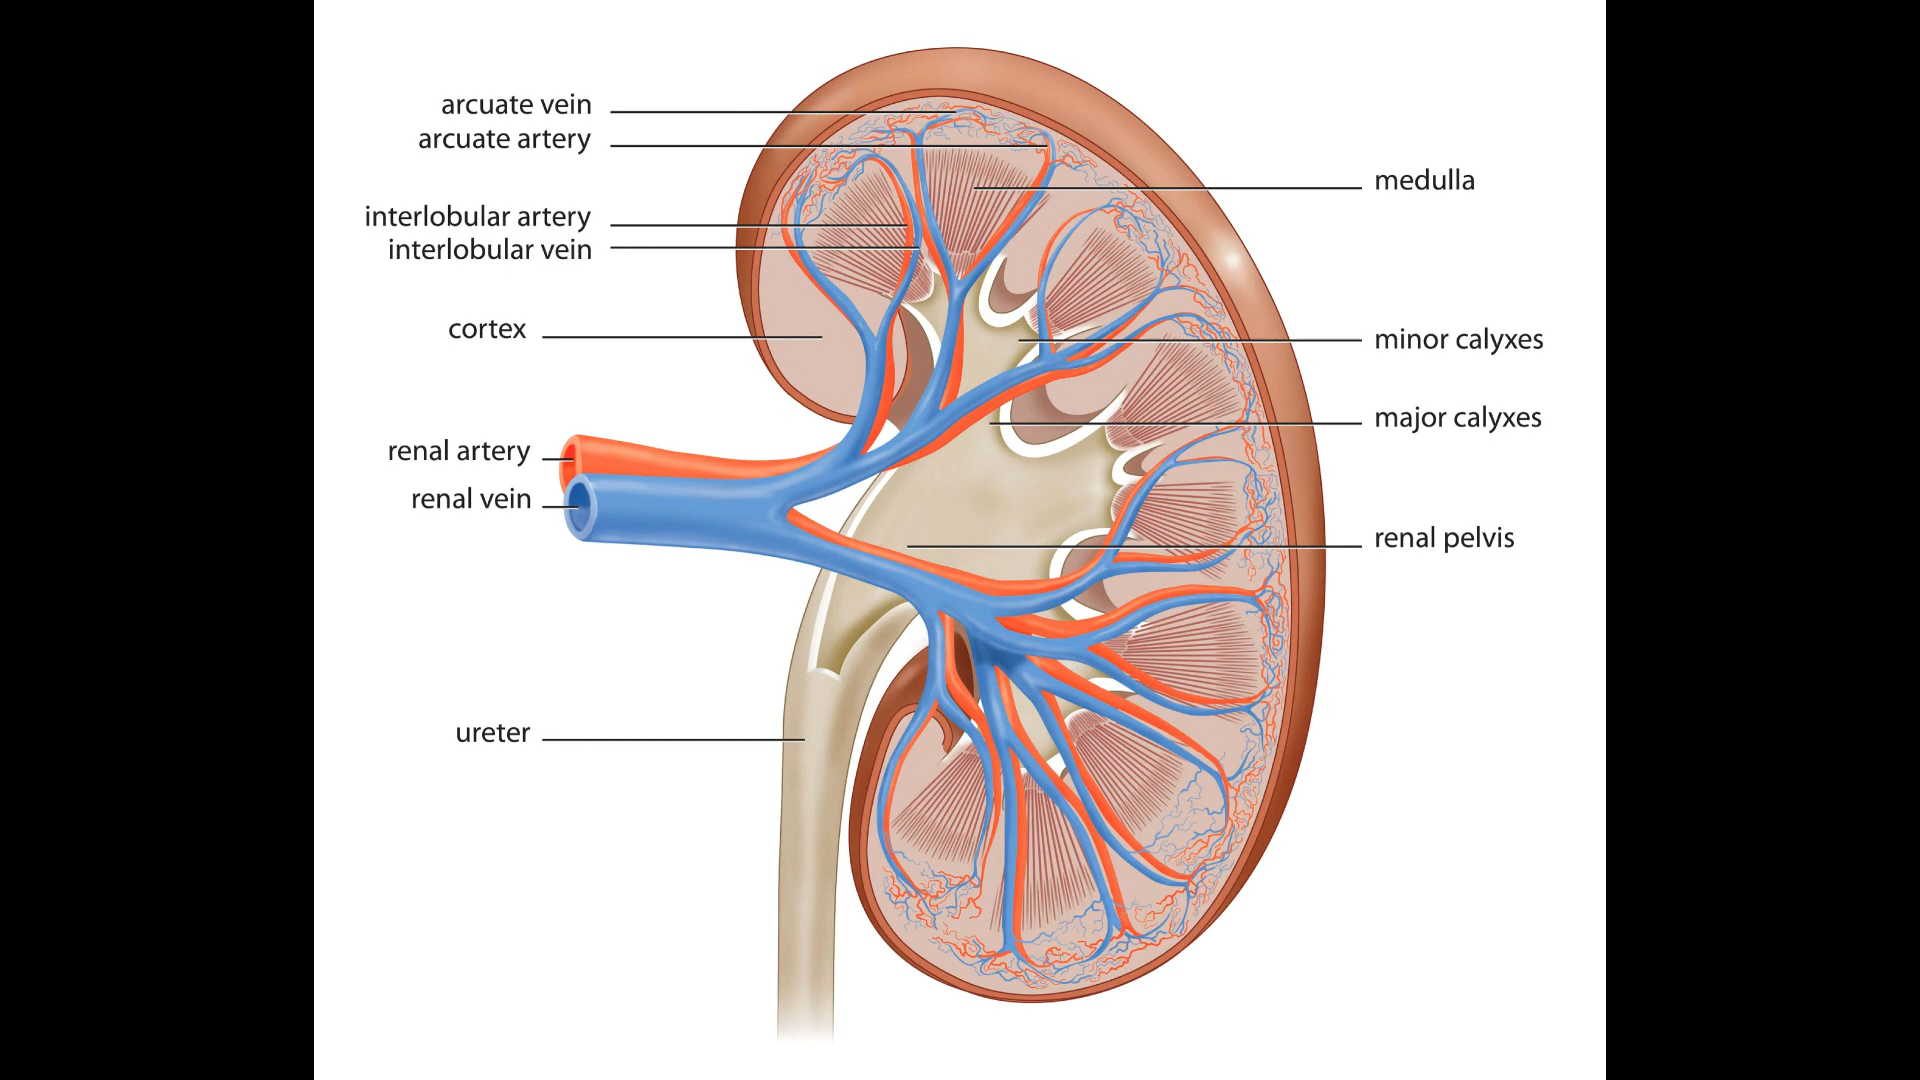 arcuate vein
arcuate artery
interlobular artery
interlobular vein
cortex
renal artery
renal vein
ureter
medulla
minor calyxes
major calyxes
renal pelvis